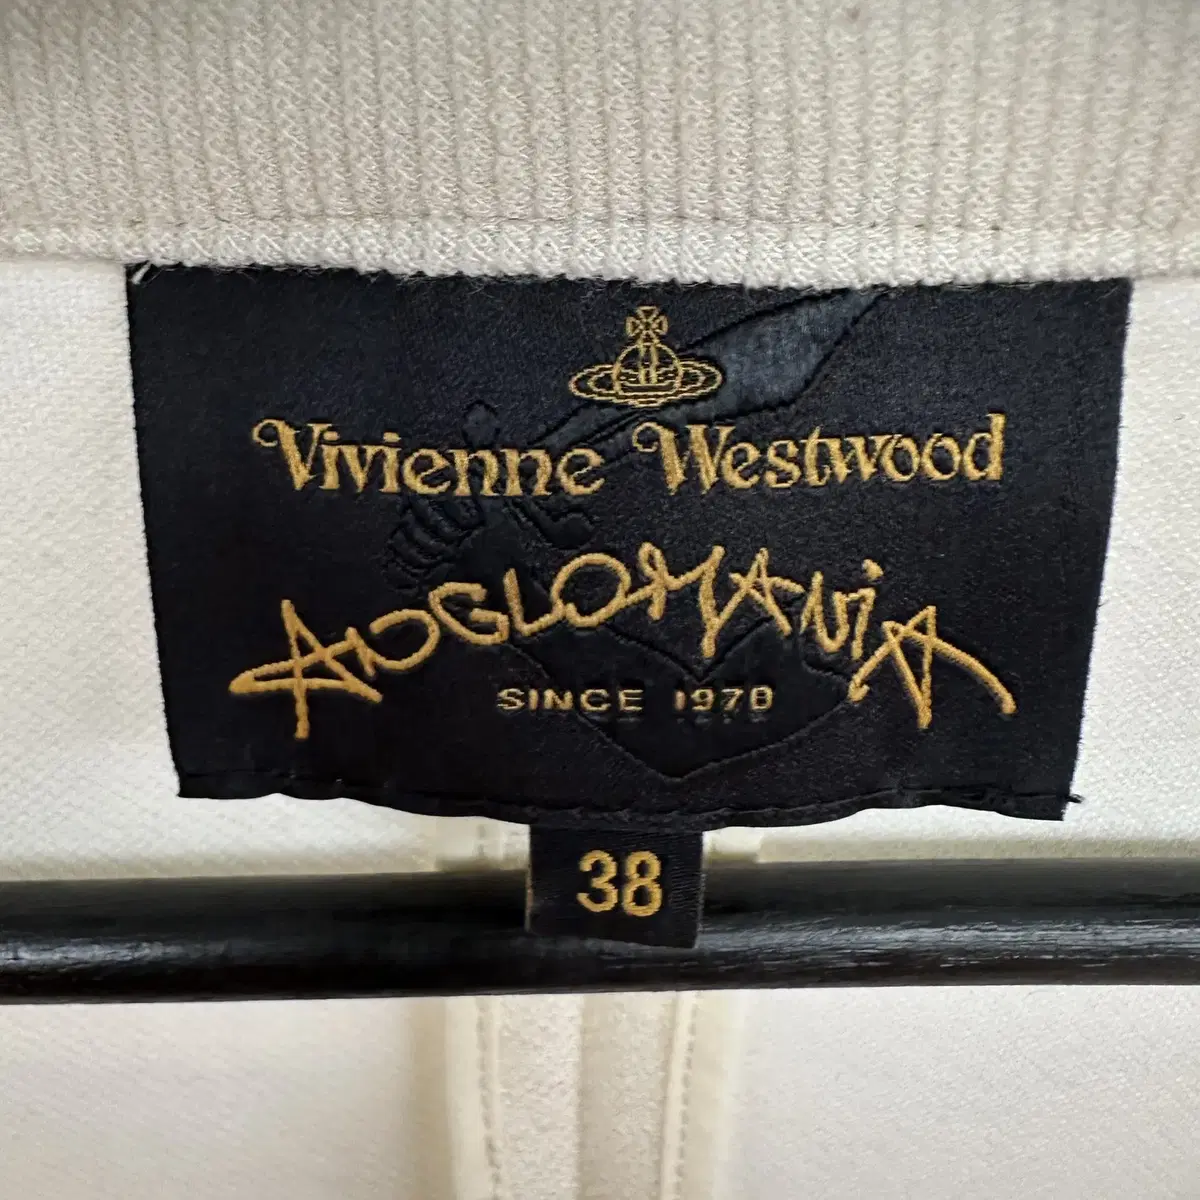 Vivienne Westwood
ANGLOMANiA
SINCE 1970
38